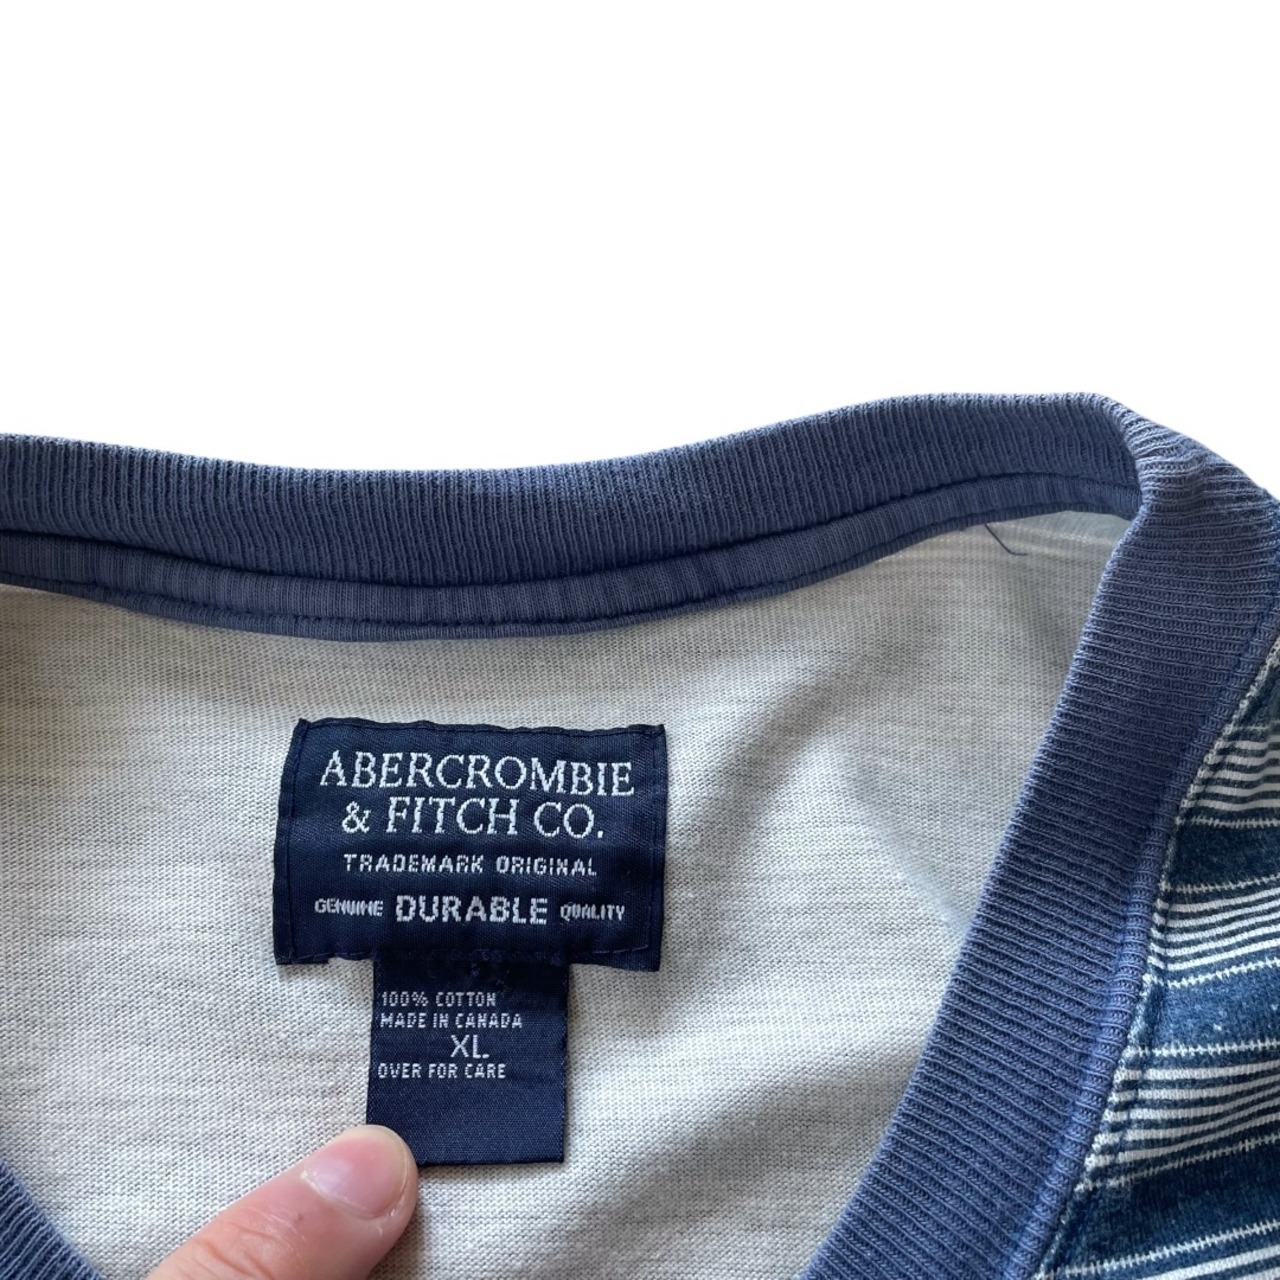 ABERCROMBIE
& FITCH CO.
TRADEMARK ORIGINAL
GENUINE DURABLE QUALITY
100% COTTON
MADE IN CANADA
XL
OVER FOR CARE